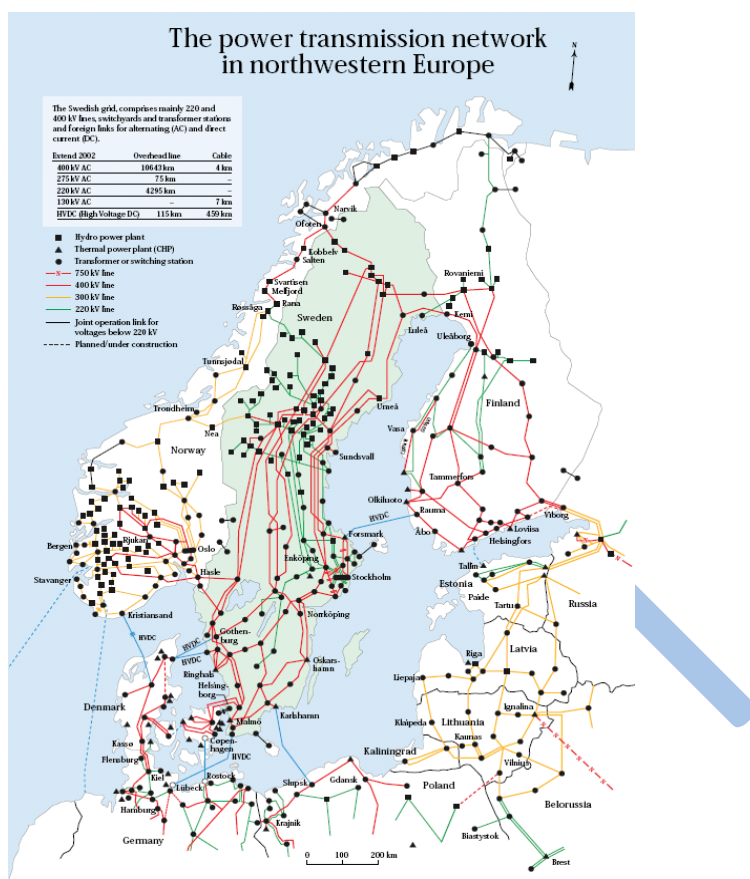 The power transmission network
in northwestern Europe
N
The Swedish grid, comprises mainly 220 and
400 kV lines, switchyards and transformer stations
and foreign links for alternating (AC) and direct
current (DC).
Extend 2002 Overhead line Cable
400 kV AC 10643 km 4 km
275 kV AC 75 km –
220 kV AC 4295 km –
130 kV AC – 7 km
HVDC (High Voltage DC) 115 km 459 km
Hydro power plant
Thermal power plant (CHP)
Transformer or switching station
750 kV line
400 kV line
300 kV line
220 kV line
Joint operation link for
voltages below 220 kV
Planned/under construction
Narvik
Ofoten
Kobbelv
Salten
Svartisen
Melfjord
Rana
Røssåga
Sweden
Rovaniemi
Kemi
Luleå
Uleåborg
Tunnsjødal
Trondheim
Umeå
Finland
Vasa
Nea
Norway
Sundsvall
Tammerfors
Olkiluoto
Rauma
HVDC
Viborg
Loviisa
Helsingfors
Åbo
Forsmark
Rjukan
Bergen
Oslo
Enköping
Hasle
Stockholm
Stavanger
Tallin
Estonia
Paide
Tartu
Russia
Norrköping
Kristiansand
HVDC
HVDC
HVDC
Gothen-
burg
Oskars-
hamn
Ringhals
Helsing-
borg
Riga
Latvia
Liepaja
Denmark
Malmö
Karlshamn
Copen-
hagen
HVDC
Klaipeda
Lithuania
Ignalina
Kaunas
Kaliningrad
Vilnius
Kassø
Flensburg
Kiel
Rostock
Lübeck
Slupsk
Gdansk
Poland
Belorussia
Hamburg
Krajnik
Germany
Biastystok
Brest
0 100 200 km